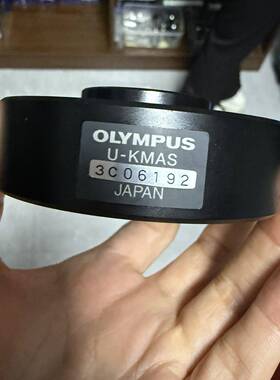 OLYMPUS
U-KMAS
3C06192
JAPAN